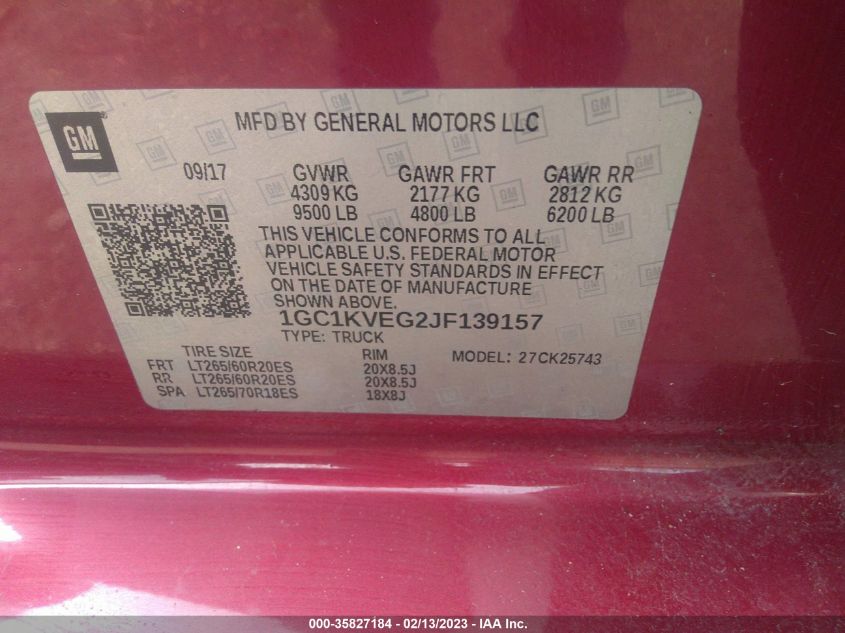 GM
MFD BY GENERAL MOTORS LLC
09/17 GVWR GAWR FRT GAWR RR
4309 KG 2177 KG 2812 KG
9500 LB 4800 LB 6200 LB
THIS VEHICLE CONFORMS TO ALL
APPLICABLE U.S. FEDERAL MOTOR
VEHICLE SAFETY STANDARDS IN EFFECT
ON THE DATE OF MANUFACTURE
SHOWN ABOVE.
1GC1KVEG2JF139157
TYPE: TRUCK
TIRE SIZE RIM MODEL: 27CK25743
FRT LT265/60R20ES 20X8.5J
RR LT265/60R20ES 20X8.5J
SPA LT265/70R18ES 18X8J
000-35827184 - 02/13/2023 - IAA Inc.